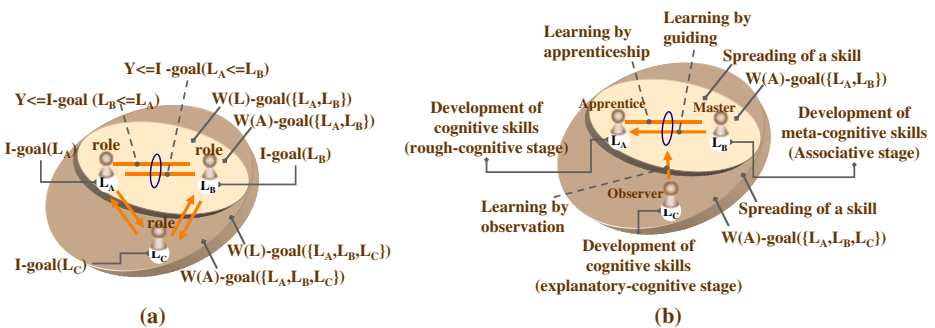 Y<=I -goal(LA<=LB)
Y<=I-goal (LB<=LA)
W(L)-goal({LA,LB})
W(A)-goal({LA,LB})
I-goal(LA)
role
role
I-goal(LB)
LA
LB
role
LC
I-goal(LC)
W(L)-goal({LA,LB,LC})
W(A)-goal({LA,LB,LC})
(a)
Learning by
apprenticeship
Learning by
guiding
Spreading of a skill
W(A)-goal({LA,LB})
Development of
cognitive skills
(rough-cognitive stage)
Apprentice
Master
Development of
meta-cognitive skills
(Associative stage)
LA
LB
Observer
LC
Learning by
observation
Spreading of a skill
W(A)-goal({LA,LB,LC})
Development of
cognitive skills
(explanatory-cognitive stage)
(b)